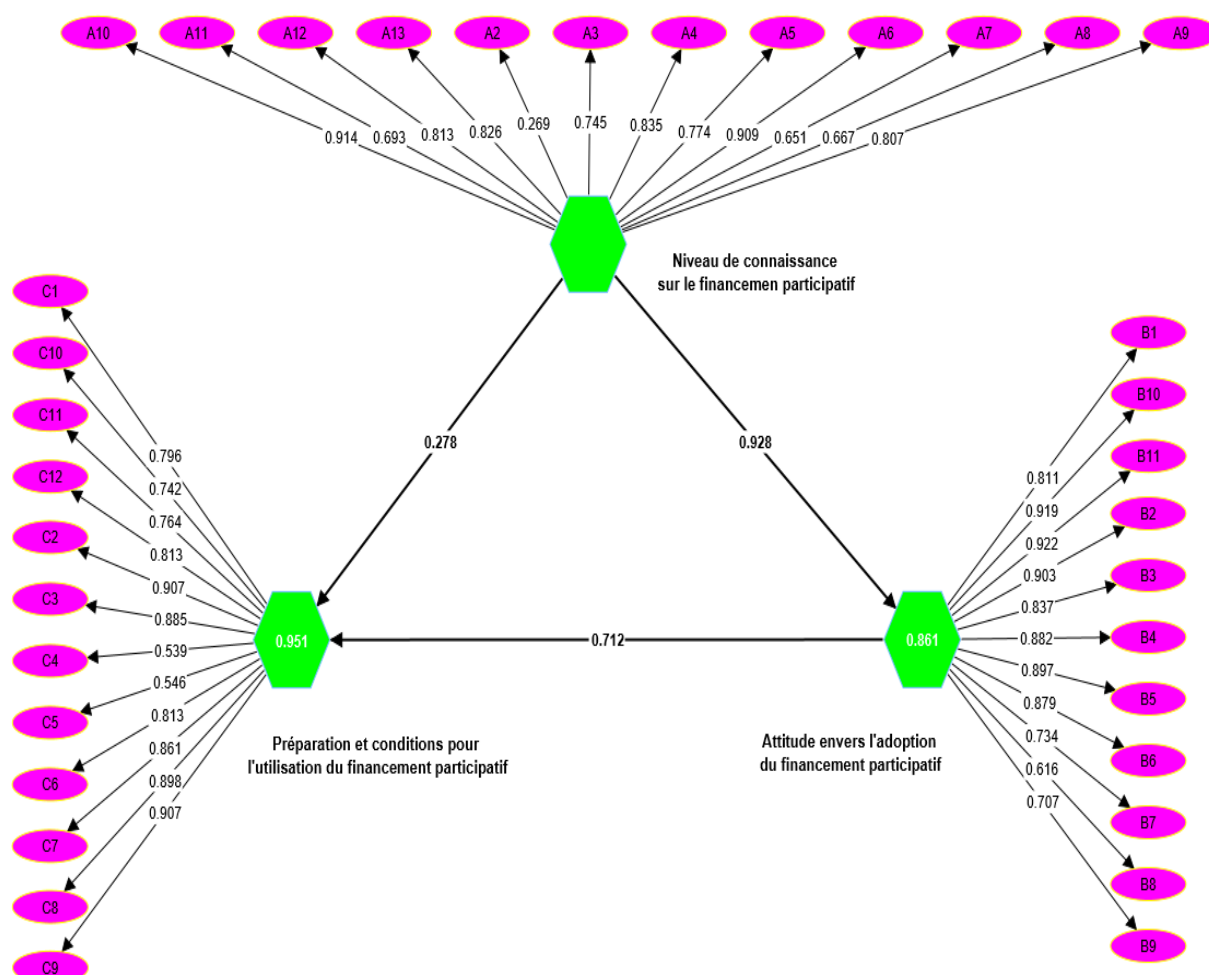 A10
A11
A12
A13
A2
A3
A4
A5
A6
A7
A8
A9
0.914
0.693
0.813
0.826
0.269
0.745
0.835
0.774
0.909
0.651
0.667
0.807
Niveau de connaissance
sur le financemen participatif
C1
C10
C11
C12
C2
C3
C4
C5
C6
C7
C8
C9
0.796
0.742
0.764
0.813
0.907
0.885
0.539
0.546
0.813
0.861
0.898
0.907
0.278
0.928
0.951
0.712
0.861
Préparation et conditions pour
l'utilisation du financement participatif
Attitude envers l'adoption
du financement participatif
0.811
0.919
0.922
0.903
0.837
0.882
0.897
0.879
0.734
0.616
0.707
B1
B10
B11
B2
B3
B4
B5
B6
B7
B8
B9